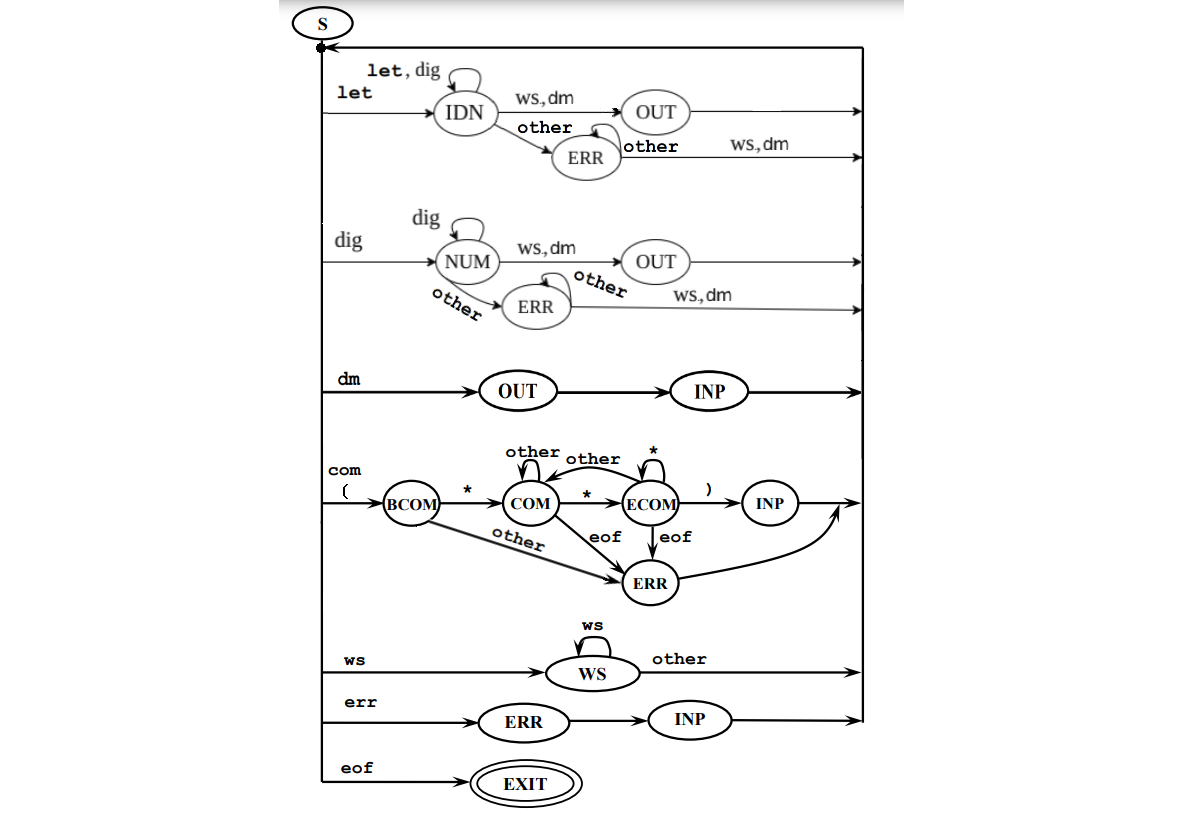 S
let, dig
let
IDN
ws,dm
OUT
other
ERR
other
ws,dm
dig
dig
NUM
ws,dm
OUT
other
ERR
other
ws,dm
dm
OUT
INP
com
(
BCOM
*
other
COM
other
*
*
ECOM
)
INP
other
eof
eof
ERR
ws
ws
WS
other
err
ERR
INP
eof
EXIT